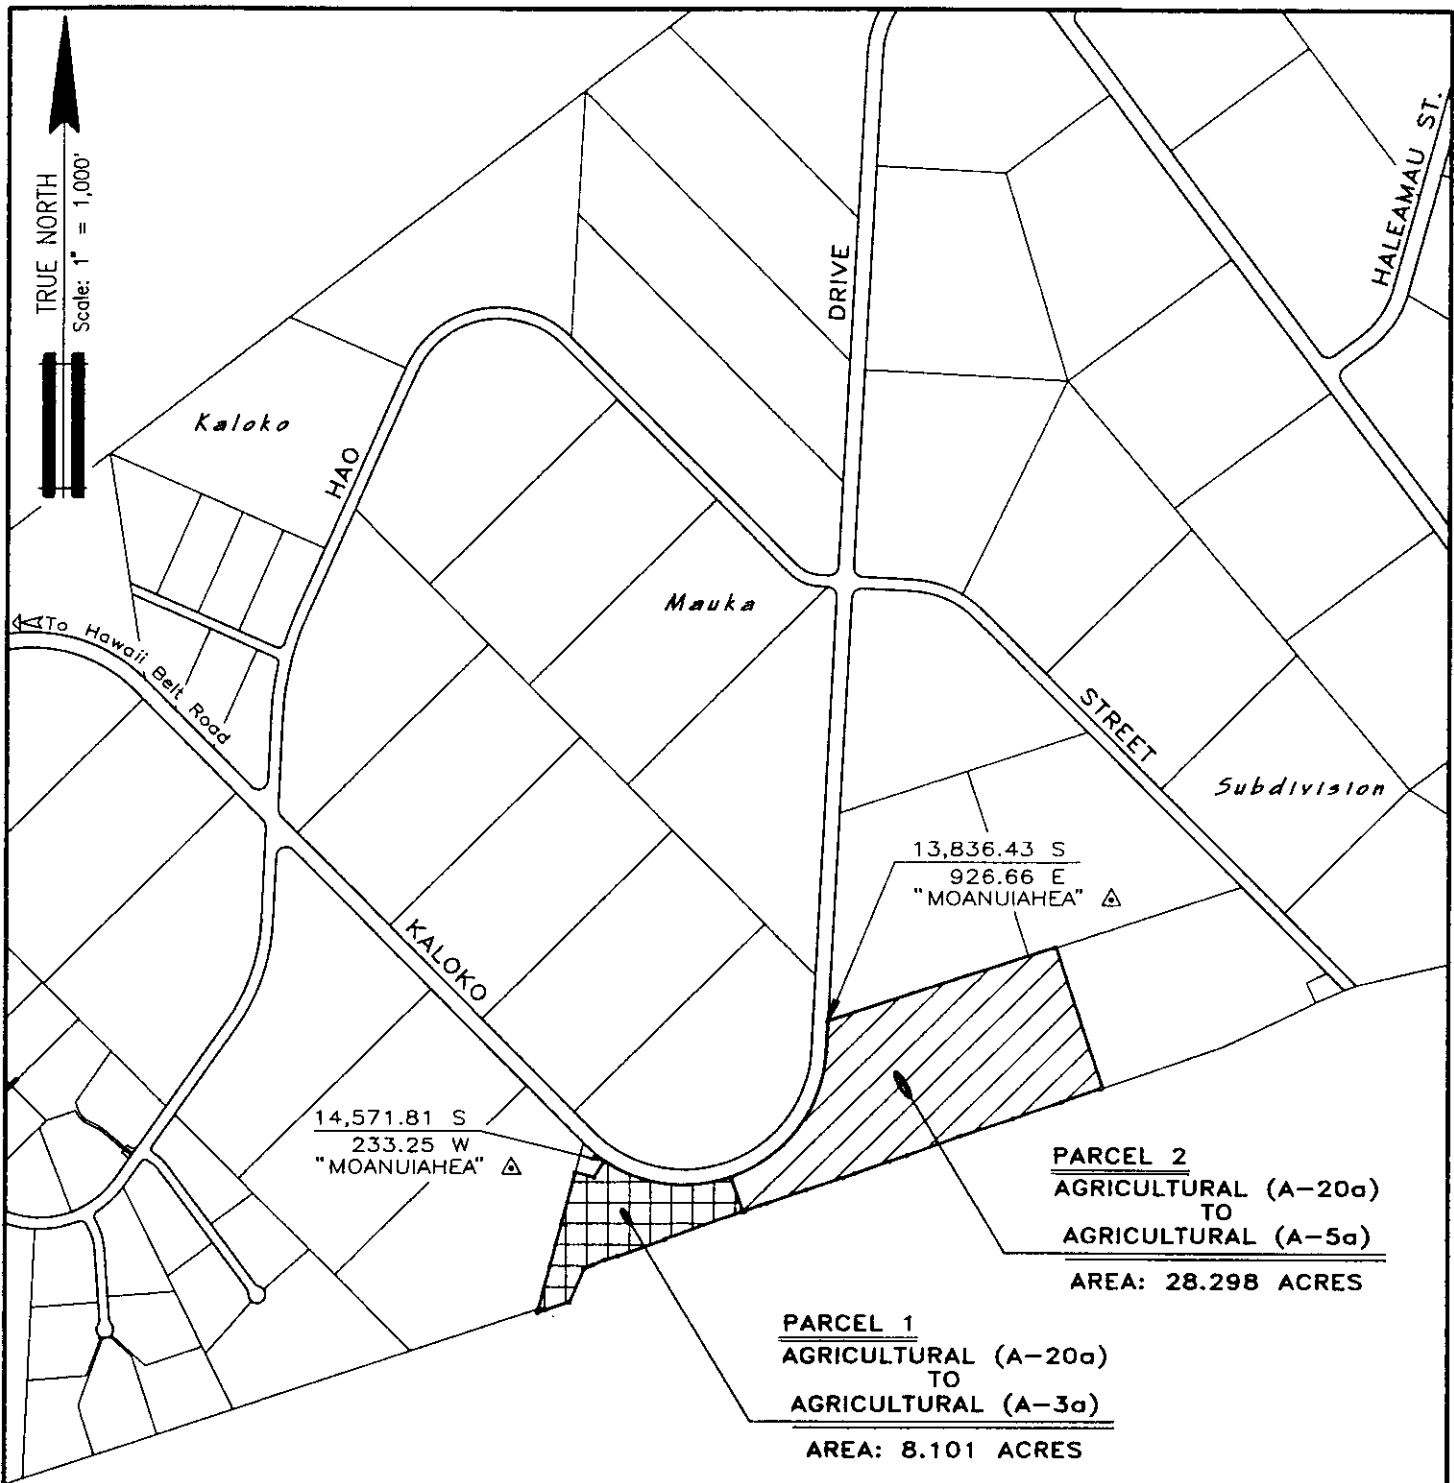 TRUE NORTH
Scale: 1" = 1,000'
HALEAMAU ST.
DRIVE
Kaloko
HAO
Mauka
To Hawaii Belt Road
STREET
Subdivision
13,836.43 S
926.66 E
"MOANUIAHEA"
KALOKO
14,571.81 S
233.25 W
"MOANUIAHEA"
PARCEL 2
AGRICULTURAL (A-20a)
TO
AGRICULTURAL (A-5a)
AREA: 28.298 ACRES
PARCEL 1
AGRICULTURAL (A-20a)
TO
AGRICULTURAL (A-3a)
AREA: 8.101 ACRES